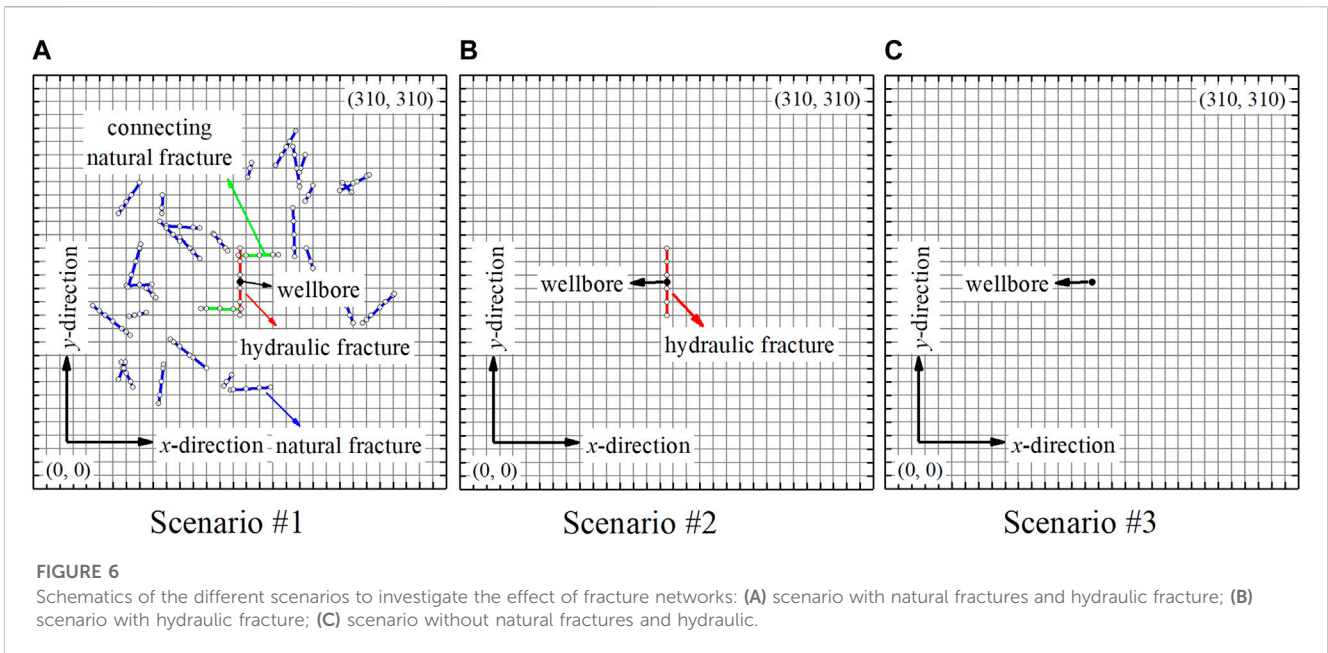 A
(310, 310)
connecting
natural fracture
wellbore
hydraulic fracture
y-direction
x-direction
natural fracture
(0, 0)
Scenario #1
B
(310, 310)
wellbore
hydraulic fracture
y-direction
x-direction
(0, 0)
Scenario #2
C
(310, 310)
wellbore
y-direction
x-direction
(0, 0)
Scenario #3
FIGURE 6
Schematics of the different scenarios to investigate the effect of fracture networks: (A) scenario with natural fractures and hydraulic fracture; (B)
scenario with hydraulic fracture; (C) scenario without natural fractures and hydraulic.